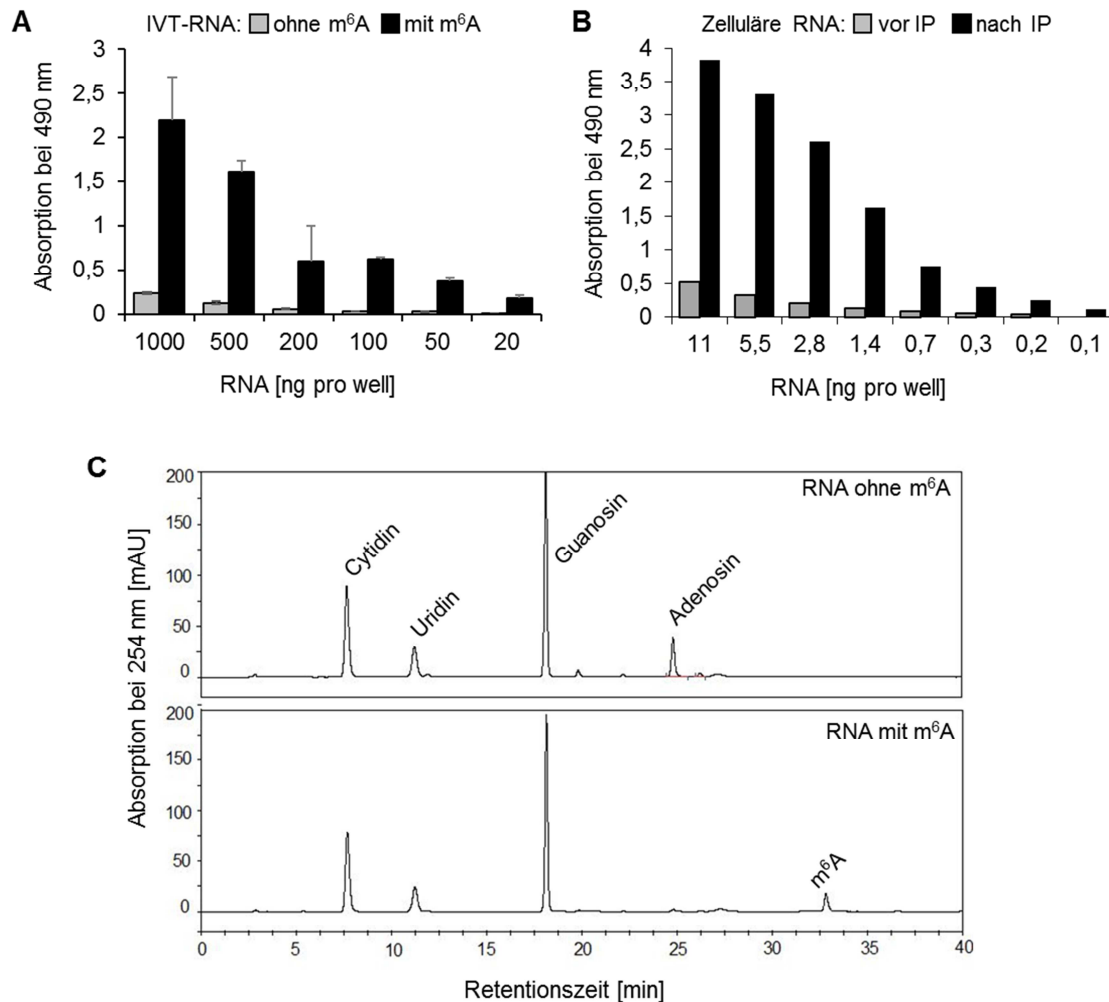 A
IVT-RNA: ohne m⁶A mit m⁶A
3
2,5
2
1,5
1
0,5
0
Absorption bei 490 nm
1000 500 200 100 50 20
RNA [ng pro well]
B
Zelluläre RNA: vor IP nach IP
4
3,5
3
2,5
2
1,5
1
0,5
0
Absorption bei 490 nm
11 5,5 2,8 1,4 0,7 0,3 0,2 0,1
RNA [ng pro well]
C
Absorption bei 254 nm [mAU]
200
150
100
50
0
RNA ohne m⁶A
Cytidin
Uridin
Guanosin
Adenosin
200
150
100
50
0
RNA mit m⁶A
m⁶A
0 5 10 15 20 25 30 35 40
Retentionszeit [min]